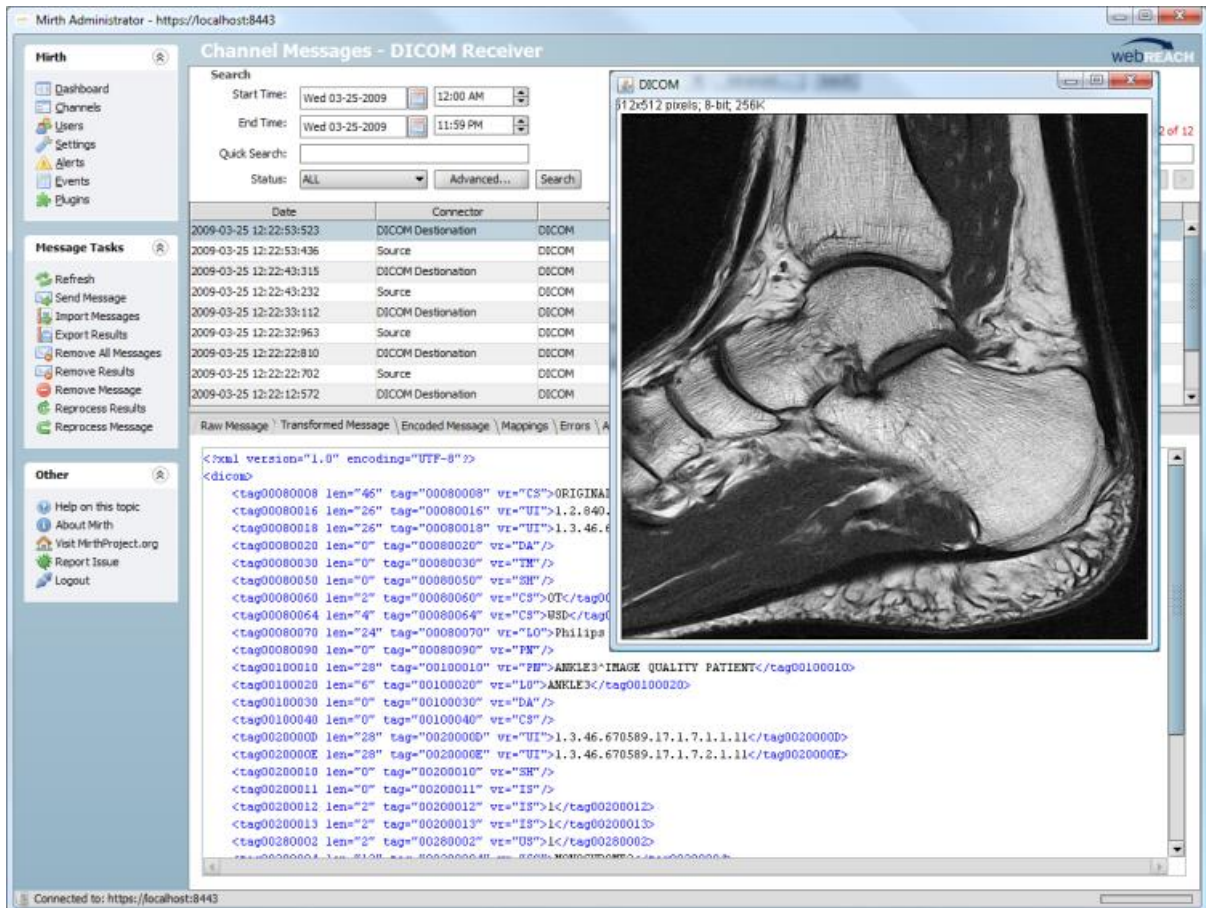 Mirth Administrator - https://localhost:8443
Mirth
Dashboard
Channels
Users
Settings
Alerts
Events
Plugins
Message Tasks
Refresh
Send Message
Import Messages
Export Results
Remove All Messages
Remove Results
Remove Message
Reprocess Results
Reprocess Message
Other
Help on this topic
About Mirth
Visit MirthProject.org
Report Issue
Logout
Channel Messages - DICOM Receiver
webREACH
Search
Start Time: Wed 03-25-2009 12:00 AM
End Time: Wed 03-25-2009 11:59 PM
Quick Search:
Status: ALL Advanced... Search
2 of 12
Date Connector
2009-03-25 12:22:53:523 DICOM Destionation DICOM
2009-03-25 12:22:53:436 Source DICOM
2009-03-25 12:22:43:315 DICOM Destionation DICOM
2009-03-25 12:22:43:232 Source DICOM
2009-03-25 12:22:33:112 DICOM Destionation DICOM
2009-03-25 12:22:32:963 Source DICOM
2009-03-25 12:22:22:810 DICOM Destionation DICOM
2009-03-25 12:22:22:702 Source DICOM
2009-03-25 12:22:12:572 DICOM Destionation DICOM
DICOM
512x512 pixels; 8-bit; 256K
Raw Message Transformed Message Encoded Message Mappings Errors
<?xml version="1.0" encoding="UTF-8"?>
<dicom>
<tag00080008 len="46" tag="00080008" vr="CS">ORIGINAL
<tag00080016 len="26" tag="00080016" vr="UI">1.2.840.
<tag00080018 len="26" tag="00080018" vr="UI">1.3.46.6
<tag00080020 len="0" tag="00080020" vr="DA"/>
<tag00080030 len="0" tag="00080030" vr="TM"/>
<tag00080050 len="0" tag="00080050" vr="SH"/>
<tag00080060 len="2" tag="00080060" vr="CS">OT</tag00
<tag00080064 len="4" tag="00080064" vr="CS">WSD</tag0
<tag00080070 len="24" tag="00080070" vr="LO">Philips
<tag00080090 len="0" tag="00080090" vr="PN"/>
<tag00100010 len="28" tag="00100010" vr="PN">ANKLE3^IMAGE QUALITY PATIENT</tag00100010>
<tag00100020 len="6" tag="00100020" vr="LO">ANKLE3</tag00100020>
<tag00100030 len="0" tag="00100030" vr="DA"/>
<tag00100040 len="0" tag="00100040" vr="CS"/>
<tag0020000D len="28" tag="0020000D" vr="UI">1.3.46.670589.17.1.7.1.1.11</tag0020000D>
<tag0020000E len="28" tag="0020000E" vr="UI">1.3.46.670589.17.1.7.2.1.11</tag0020000E>
<tag00200010 len="0" tag="00200010" vr="SH"/>
<tag00200011 len="0" tag="00200011" vr="IS"/>
<tag00200012 len="2" tag="00200012" vr="IS">1</tag00200012>
<tag00200013 len="2" tag="00200013" vr="IS">1</tag00200013>
<tag00280002 len="2" tag="00280002" vr="US">1</tag00280002>
Connected to: https://localhost:8443